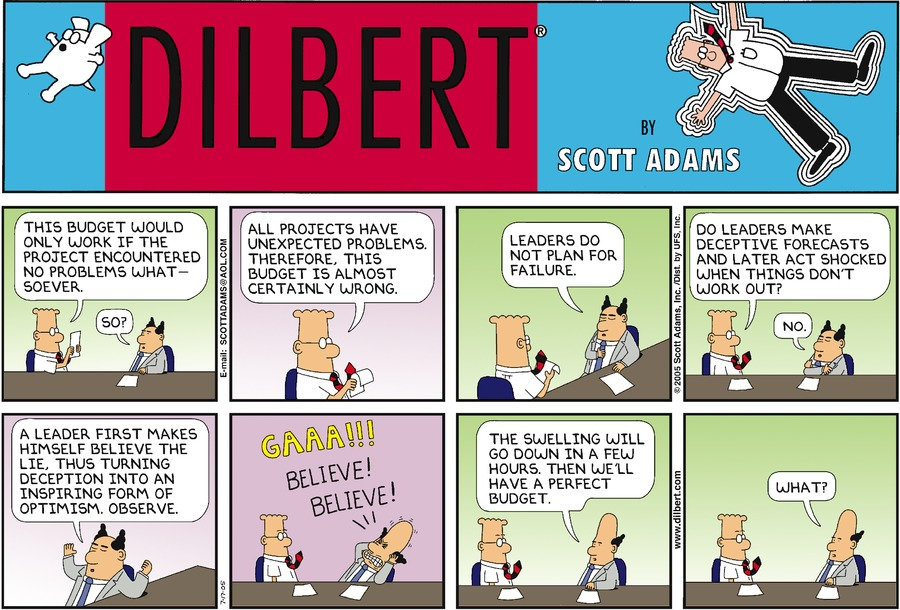 DILBERT®
BY
SCOTT ADAMS
THIS BUDGET WOULD
ONLY WORK IF THE
PROJECT ENCOUNTERED
NO PROBLEMS WHAT-
SOEVER.
SO?
E-mail: SCOTTADAMS@AOL.COM
ALL PROJECTS HAVE
UNEXPECTED PROBLEMS.
THEREFORE, THIS
BUDGET IS ALMOST
CERTAINLY WRONG.
LEADERS DO
NOT PLAN FOR
FAILURE.
© 2005 Scott Adams, Inc./Dist. by UFS, Inc.
DO LEADERS MAKE
DECEPTIVE FORECASTS
AND LATER ACT SHOCKED
WHEN THINGS DON'T
WORK OUT?
NO.
A LEADER FIRST MAKES
HIMSELF BELIEVE THE
LIE, THUS TURNING
DECEPTION INTO AN
INSPIRING FORM OF
OPTIMISM. OBSERVE.
7-17-05
GAAA!!!
BELIEVE!
BELIEVE!
THE SWELLING WILL
GO DOWN IN A FEW
HOURS. THEN WE'LL
HAVE A PERFECT
BUDGET.
www.dilbert.com
WHAT?